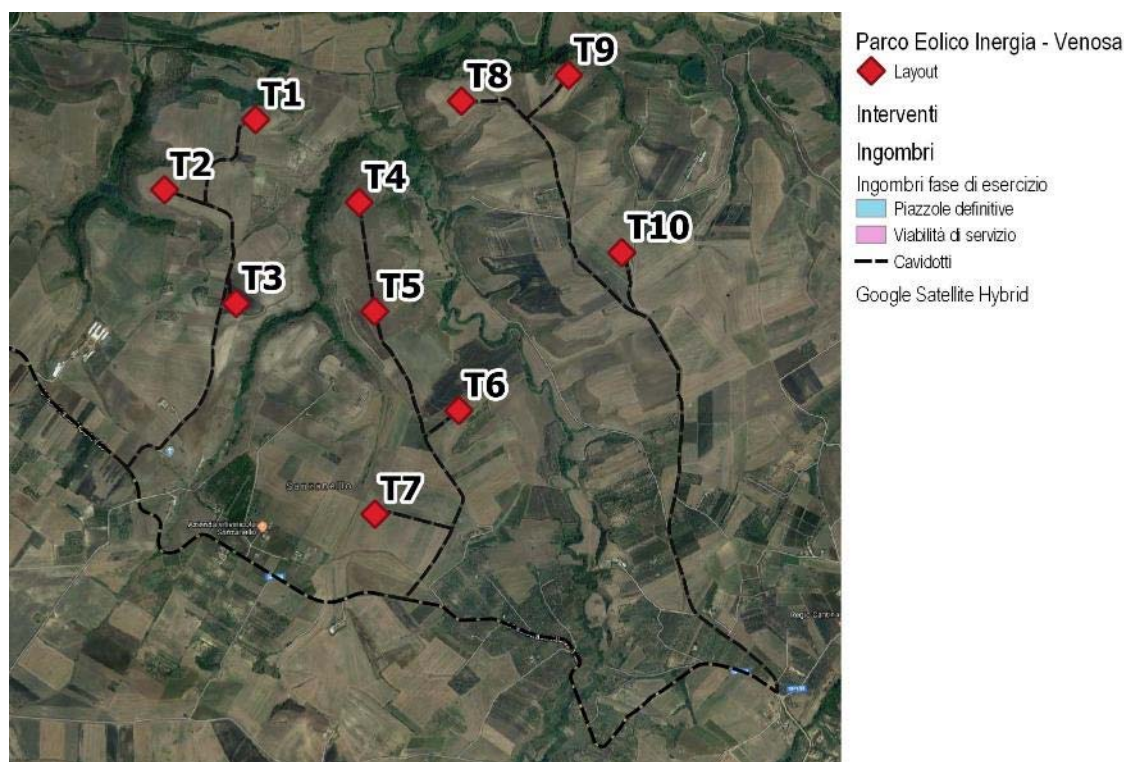 T9
T8
T1
T2
T4
T10
T3
T5
T6
T7
Sanzanello
Parco Eolico Inergia - Venosa
Layout
Interventi
Ingombri
Ingombri fase di esercizio
Piazzole definitive
Viabilità di servizio
Cavidotti
Google Satellite Hybrid